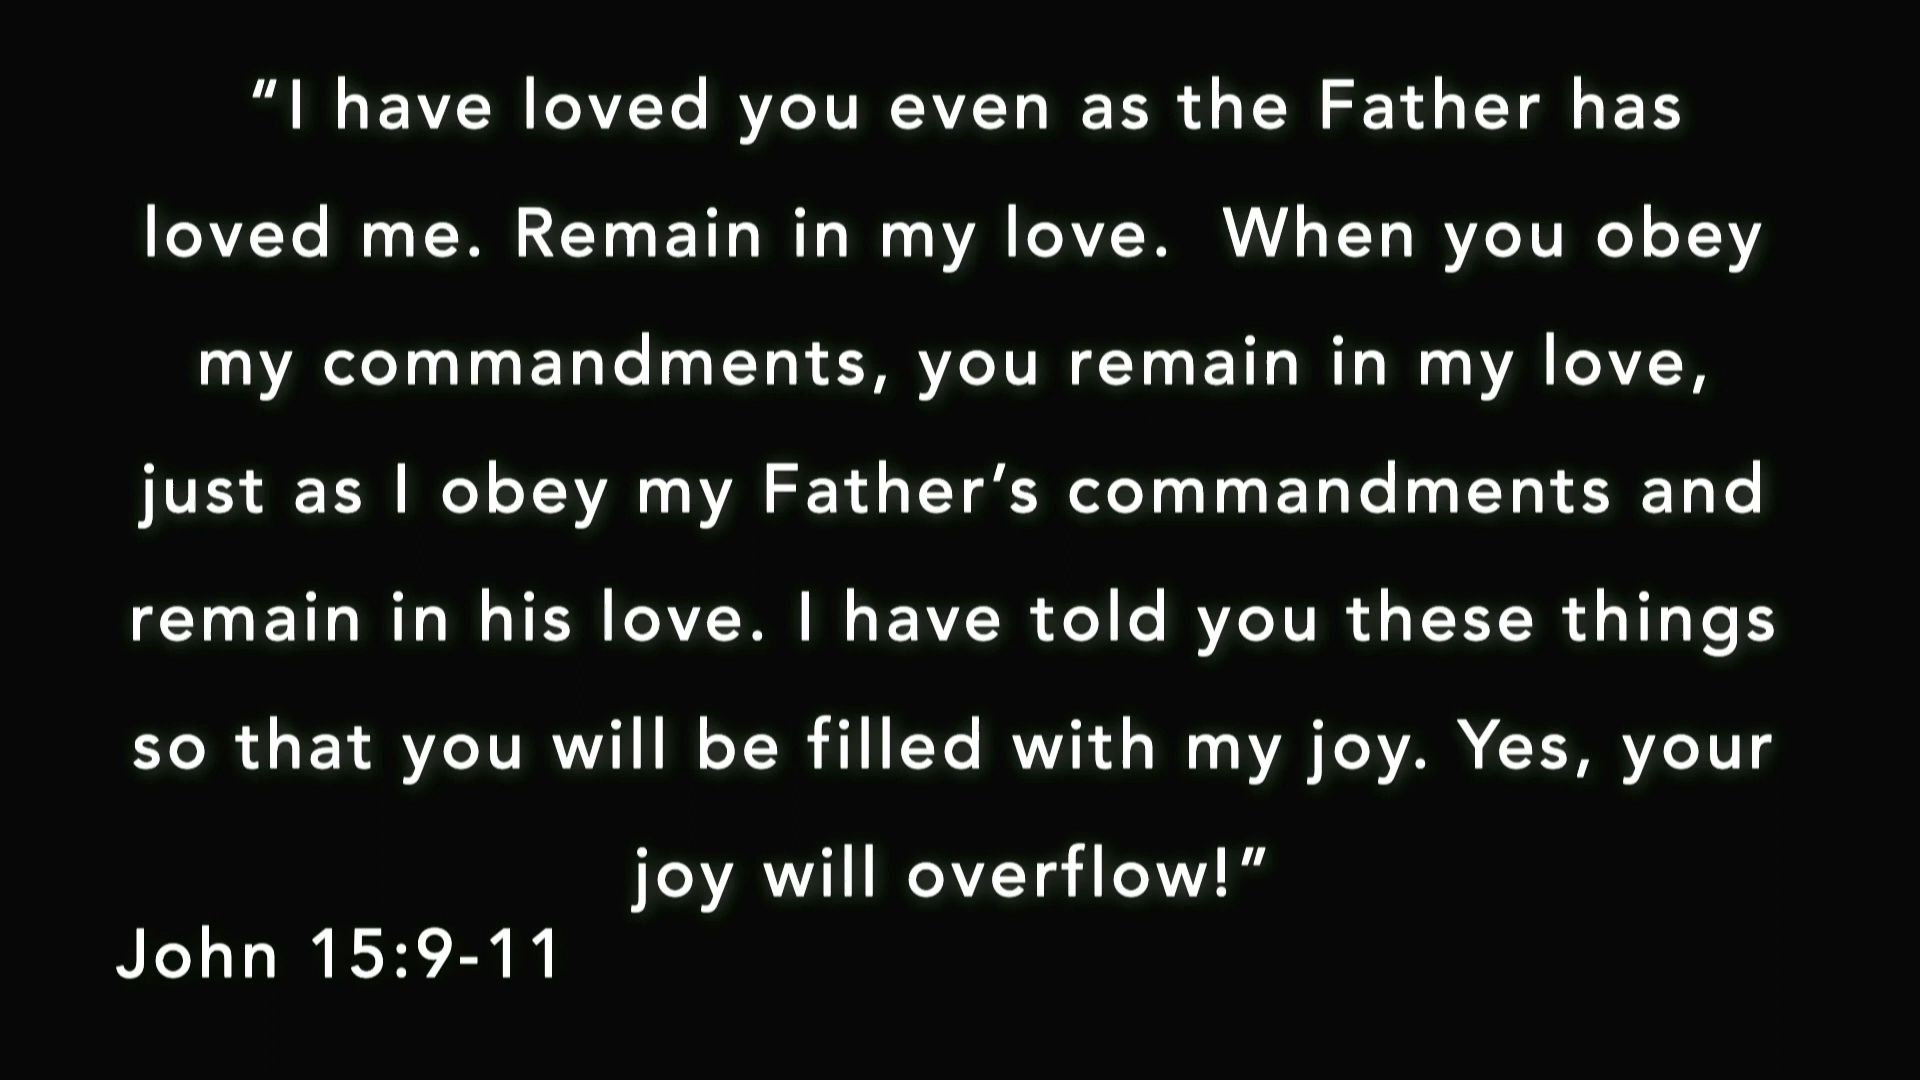 “I have loved you even as the Father has
loved me. Remain in my love.  When you obey
my commandments, you remain in my love,
just as I obey my Father’s commandments and
remain in his love. I have told you these things
so that you will be filled with my joy. Yes, your
joy will overflow!”
John 15:9-11